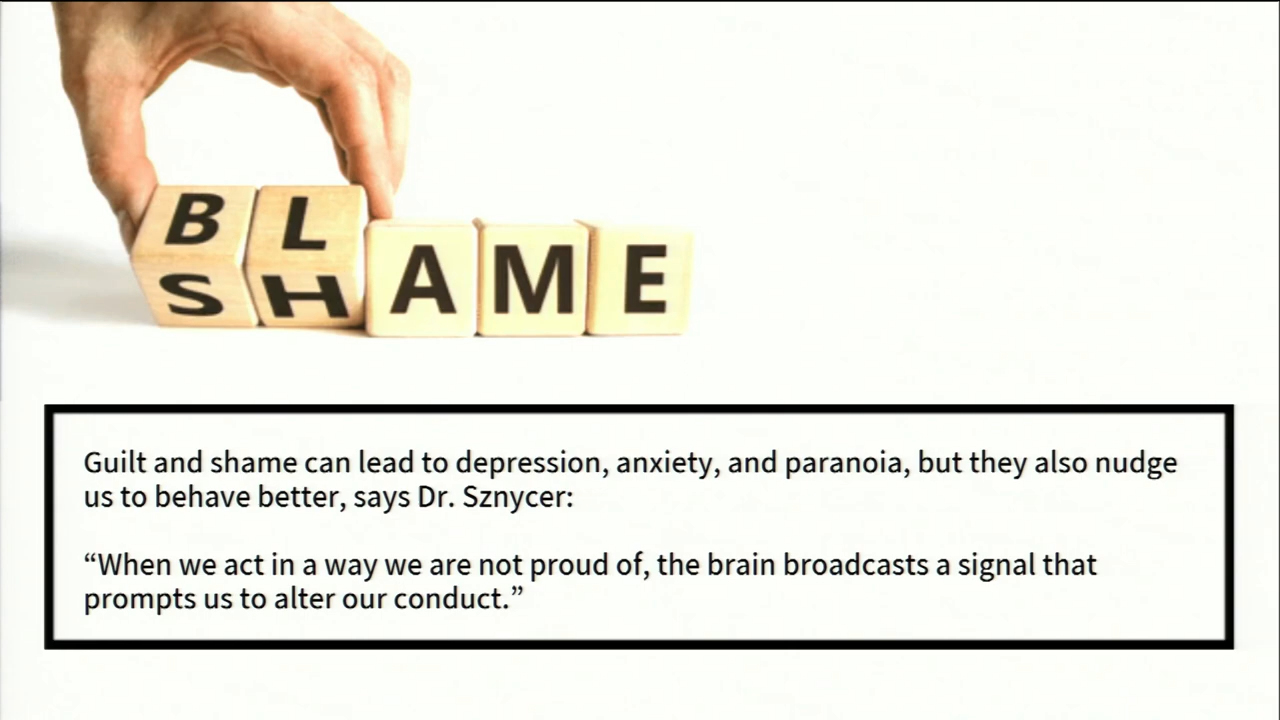 BL
SHAME
Guilt and shame can lead to depression, anxiety, and paranoia, but they also nudge
us to behave better, says Dr. Sznycer:
“When we act in a way we are not proud of, the brain broadcasts a signal that
prompts us to alter our conduct.”